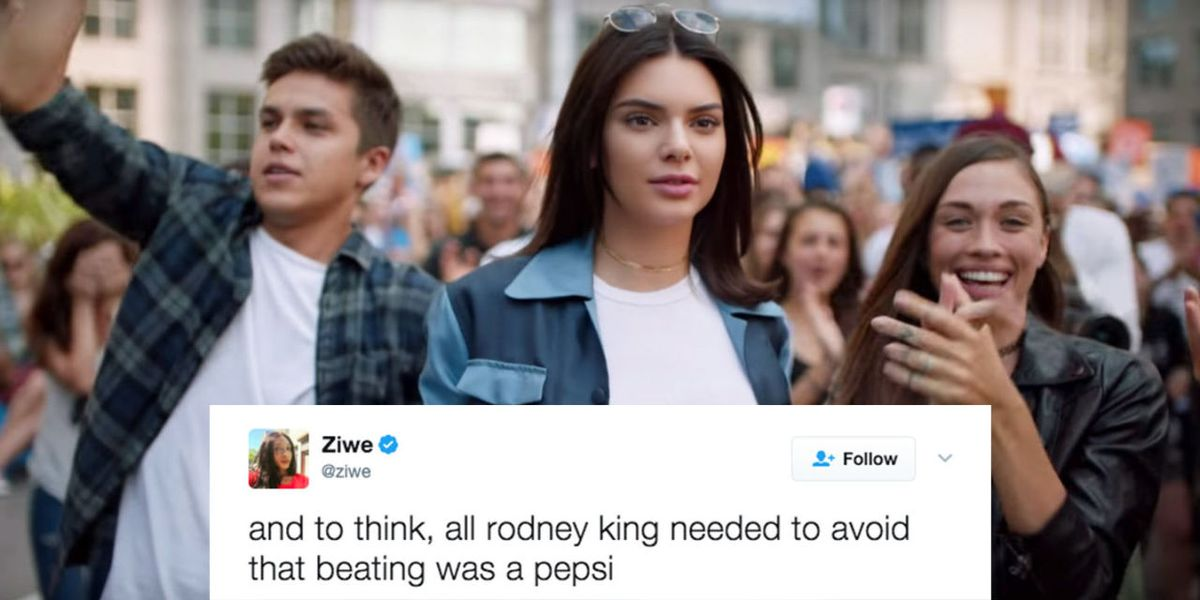 Ziwe
@ziwe
Follow
and to think, all rodney king needed to avoid
that beating was a pepsi